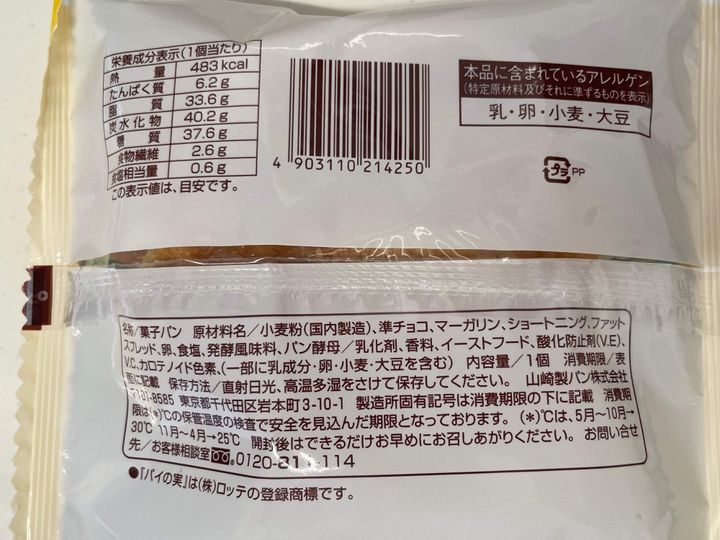 栄養成分表示(1個当たり)
熱量 483 kcal
たんぱく質 6.2g
脂質 33.6g
炭水化物 40.2g
糖質 37.6g
食物繊維 2.6g
食塩相当量 0.6g
この表示値は、目安です。
4 903110 214250
本品に含まれているアレルゲン
(特定原材料及びそれに準ずるものを表示)
乳・卵・小麦・大豆
プラ PP
名称/菓子パン 原材料名/小麦粉(国内製造)、準チョコ、マーガリン、ショートニング、ファット
スプレッド、卵、食塩、発酵風味料、パン酵母/乳化剤、香料、イーストフード、酸化防止剤(V.E)、
V.C、カロテノイド色素、(一部に乳成分・卵・小麦・大豆を含む) 内容量/1個 消費期限/表
面に記載 保存方法/直射日光、高温多湿をさけて保存してください。 山崎製パン株式会社
〒101-8585 東京都千代田区岩本町3-10-1 製造所固有記号は消費期限の下に記載 消費期
限は(*)℃の保管温度の検査で安全を見込んだ期限となっております。 (*)℃は、5月〜10月→
30℃ 11月〜4月→25℃ 開封後はできるだけお早めにお召しあがりください。 お問い合せ
先/お客様相談室 0120-811-114
●「パイの実」は(株)ロッテの登録商標です。